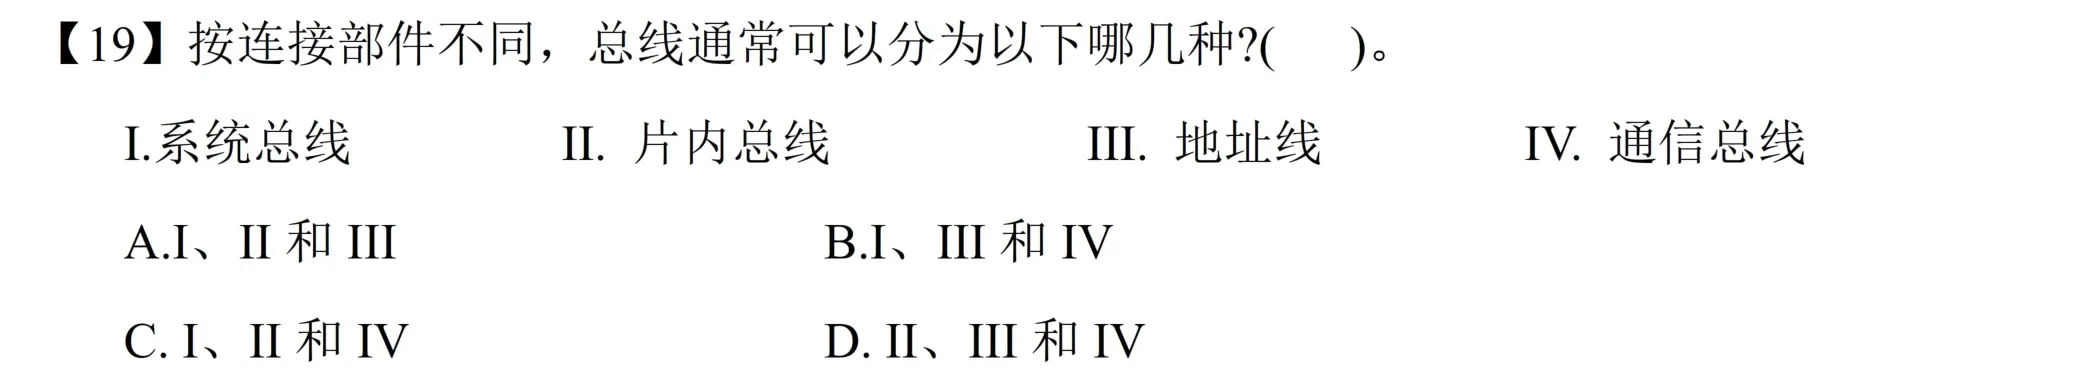 【19】按连接部件不同，总线通常可以分为以下哪几种?(    )。
I.系统总线    II. 片内总线    III. 地址线    IV. 通信总线
A.I、II 和 III    B.I、III 和 IV
C. I、II 和 IV    D. II、III 和 IV